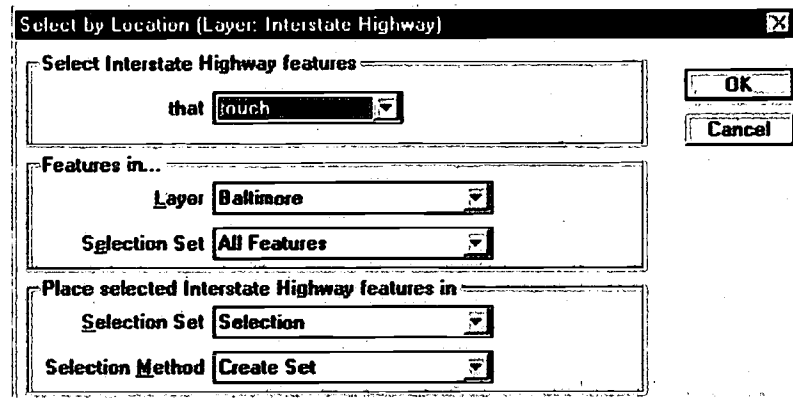 Select by Location (Layer: Interstate Highway)
Select Interstate Highway features
that touch
OK
Cancel
Features in...
Layer Baltimore
Selection Set All Features
Place selected Interstate Highway features in
Selection Set Selection
Selection Method Create Set